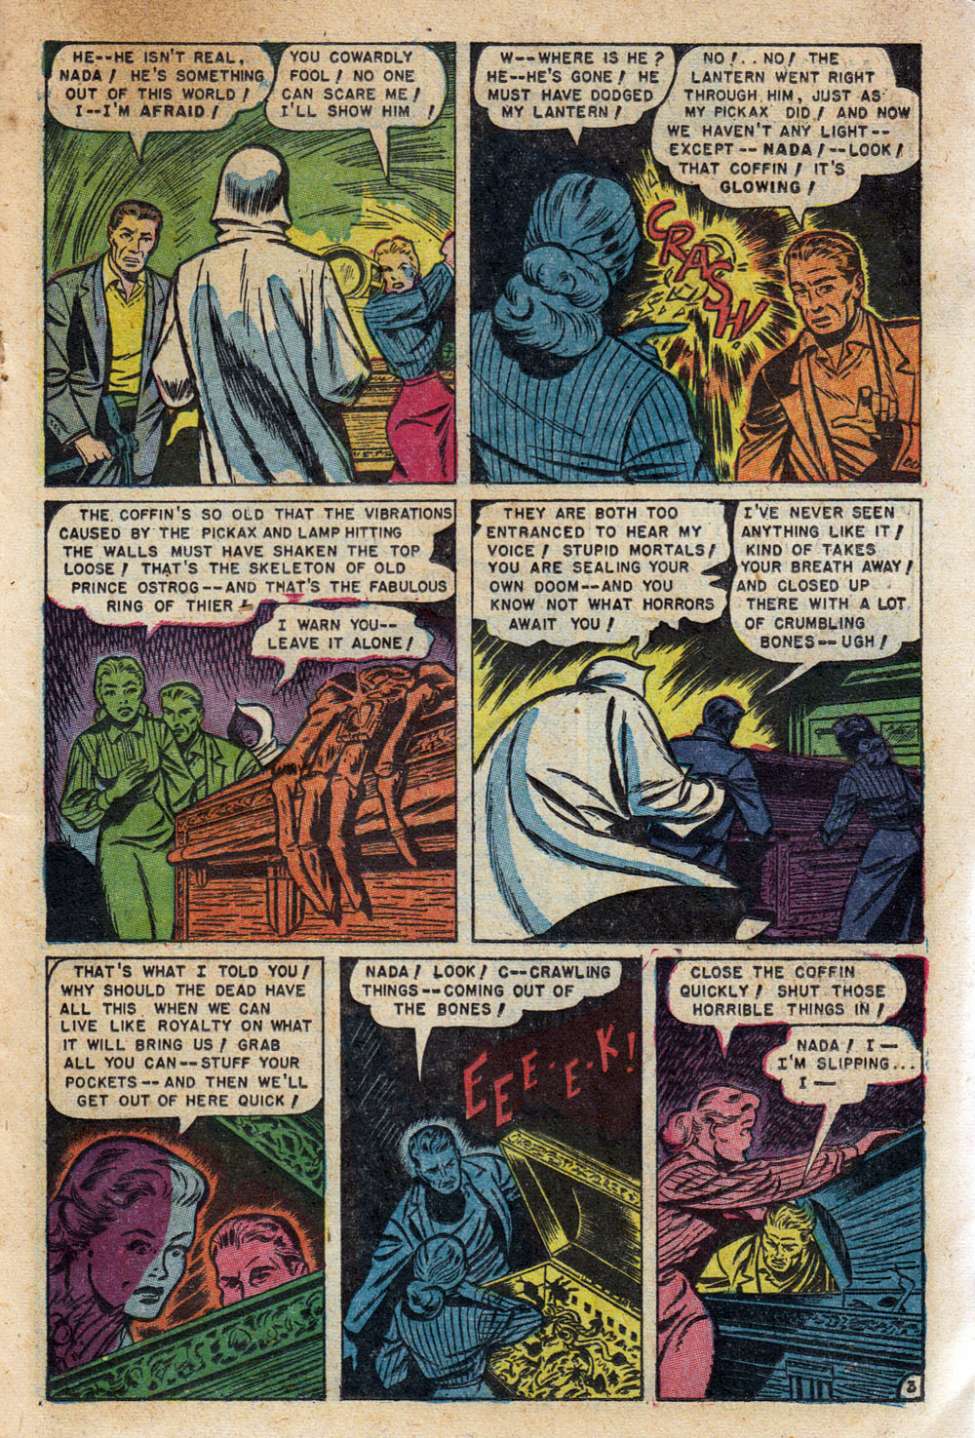 HE--HE ISN'T REAL,
NADA! HE'S SOMETHING
OUT OF THIS WORLD!
I--I'M AFRAID!
YOU COWARDLY
FOOL! NO ONE
CAN SCARE ME!
I'LL SHOW HIM!
W--WHERE IS HE?
HE--HE'S GONE! HE
MUST HAVE DODGED
MY LANTERN!
NO!..NO! THE
LANTERN WENT RIGHT
THROUGH HIM, JUST AS
MY PICKAX DID! AND NOW
WE HAVEN'T ANY LIGHT--
EXCEPT--NADA!--LOOK!
THAT COFFIN! IT'S
GLOWING!
CRASH!
THE COFFIN'S SO OLD THAT THE VIBRATIONS
CAUSED BY THE PICKAX AND LAMP HITTING
THE WALLS MUST HAVE SHAKEN THE TOP
LOOSE! THAT'S THE SKELETON OF OLD
PRINCE OSTROG--AND THAT'S THE FABULOUS
RING OF THIER!
I WARN YOU--
LEAVE IT ALONE!
THEY ARE BOTH TOO
ENTRANCED TO HEAR MY
VOICE! STUPID MORTALS!
YOU ARE SEALING YOUR
OWN DOOM--AND YOU
KNOW NOT WHAT HORRORS
AWAIT YOU!
I'VE NEVER SEEN
ANYTHING LIKE IT!
KIND OF TAKES
YOUR BREATH AWAY!
AND CLOSED UP
THERE WITH A LOT
OF CRUMBLING
BONES--UGH!
THAT'S WHAT I TOLD YOU!
WHY SHOULD THE DEAD HAVE
ALL THIS WHEN WE CAN
LIVE LIKE ROYALTY ON WHAT
IT WILL BRING US! GRAB
ALL YOU CAN--STUFF YOUR
POCKETS--AND THEN WE'LL
GET OUT OF HERE QUICK!
NADA! LOOK! C--CRAWLING
THINGS--COMING OUT OF
THE BONES!
EEE-E-K!
CLOSE THE COFFIN
QUICKLY! SHUT THOSE
HORRIBLE THINGS IN!
NADA! I--
I'M SLIPPING...
I--
3